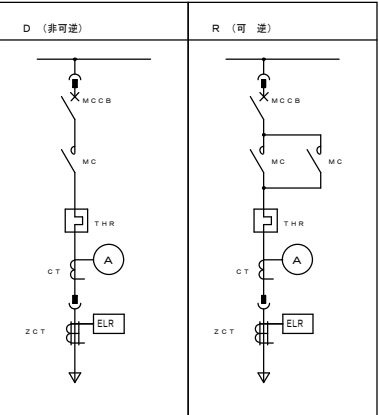 D （非可逆）
R （可　逆）
MCCB
MCCB
MC
MC
MC
THR
THR
A
A
CT
CT
ELR
ELR
ZCT
ZCT